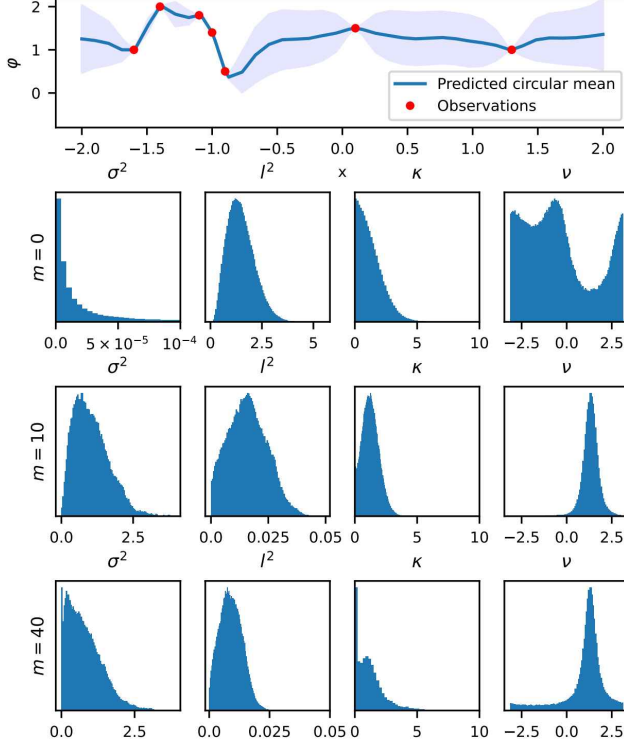 2
1
0
φ
Predicted circular mean
Observations
−2.0 −1.5 −1.0 −0.5 0.0 0.5 1.0 1.5 2.0
σ² l² x κ ν
m = 0
0.0 5 × 10⁻⁵ 10⁻⁴ 0 2.5 5 0 5 10 −2.5 0.0 2.5
σ² l² κ ν
m = 10
0.0 2.5 0.0 0.025 0.05 0 5 10 −2.5 0.0 2.5
σ² l² κ ν
m = 40
0.0 2.5 0.0 0.025 0.05 0 5 10 −2.5 0.0 2.5